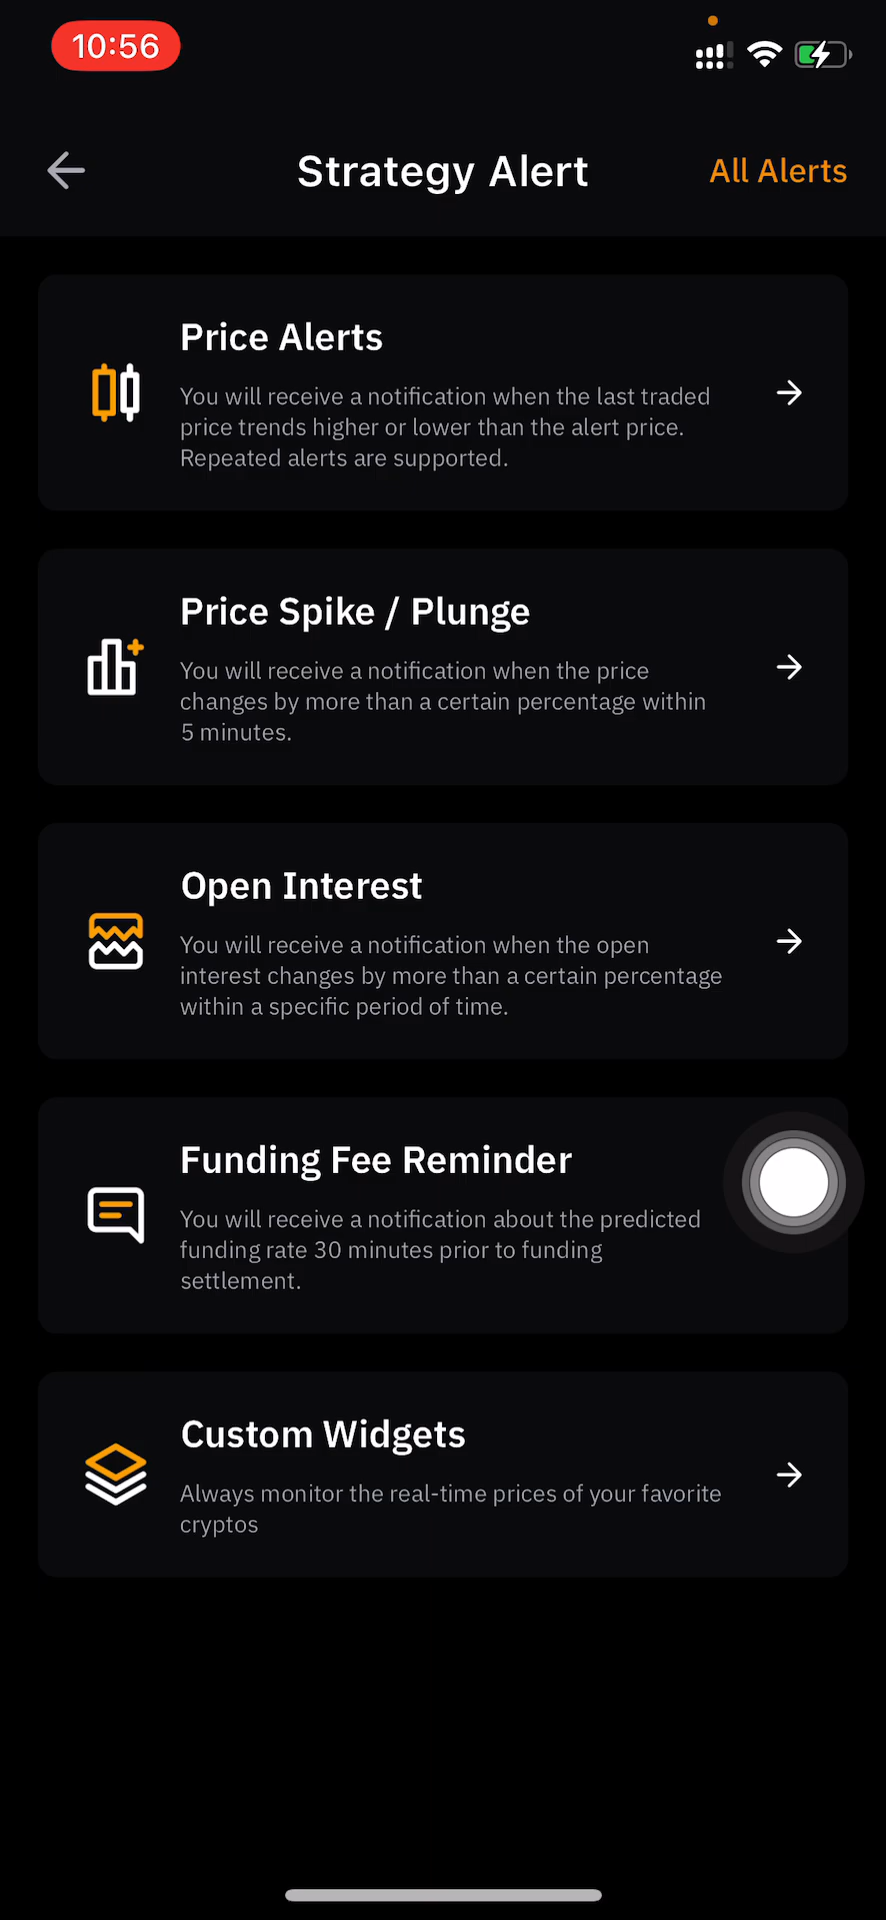 10:56
Strategy Alert
All Alerts
Price Alerts
You will receive a notification when the last traded
price trends higher or lower than the alert price.
Repeated alerts are supported.
Price Spike / Plunge
You will receive a notification when the price
changes by more than a certain percentage within
5 minutes.
Open Interest
You will receive a notification when the open
interest changes by more than a certain percentage
within a specific period of time.
Funding Fee Reminder
You will receive a notification about the predicted
funding rate 30 minutes prior to funding
settlement.
Custom Widgets
Always monitor the real-time prices of your favorite
cryptos